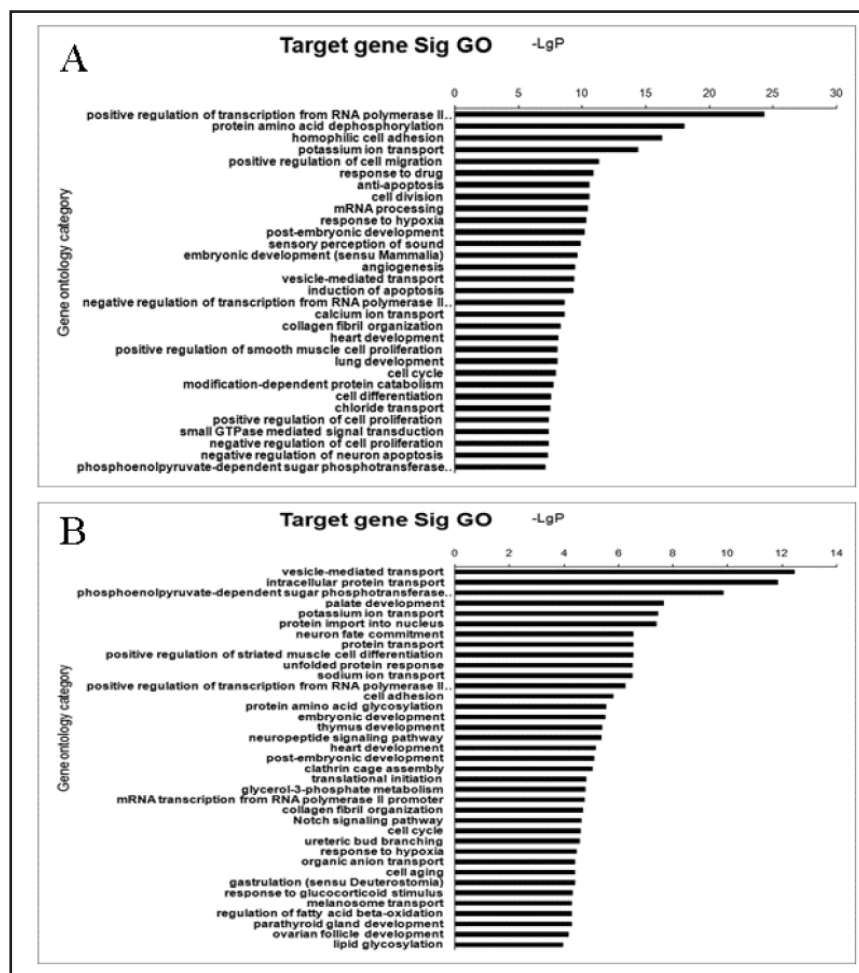 A
Target gene Sig GO -LgP
0 5 10 15 20 25 30
Gene ontology category
positive regulation of transcription from RNA polymerase II..
protein amino acid dephosphorylation
homophilic cell adhesion
potassium ion transport
positive regulation of cell migration
response to drug
anti-apoptosis
cell division
mRNA processing
response to hypoxia
post-embryonic development
sensory perception of sound
embryonic development (sensu Mammalia)
angiogenesis
vesicle-mediated transport
induction of apoptosis
negative regulation of transcription from RNA polymerase II..
calcium ion transport
collagen fibril organization
heart development
positive regulation of smooth muscle cell proliferation
lung development
cell cycle
modification-dependent protein catabolism
cell differentiation
chloride transport
positive regulation of cell proliferation
small GTPase mediated signal transduction
negative regulation of cell proliferation
negative regulation of neuron apoptosis
phosphoenolpyruvate-dependent sugar phosphotransferase..
B
Target gene Sig GO -LgP
0 2 4 6 8 10 12 14
Gene ontology category
vesicle-mediated transport
intracellular protein transport
phosphoenolpyruvate-dependent sugar phosphotransferase..
palate development
potassium ion transport
protein import into nucleus
neuron fate commitment
protein transport
positive regulation of striated muscle cell differentiation
unfolded protein response
sodium ion transport
positive regulation of transcription from RNA polymerase II..
cell adhesion
protein amino acid glycosylation
embryonic development
thymus development
neuropeptide signaling pathway
heart development
post-embryonic development
clathrin cage assembly
translational initiation
glycerol-3-phosphate metabolism
mRNA transcription from RNA polymerase II promoter
collagen fibril organization
Notch signaling pathway
cell cycle
ureteric bud branching
response to hypoxia
organic anion transport
cell aging
gastrulation (sensu Deuterostomia)
response to glucocorticoid stimulus
melanosome transport
regulation of fatty acid beta-oxidation
parathyroid gland development
ovarian follicle development
lipid glycosylation